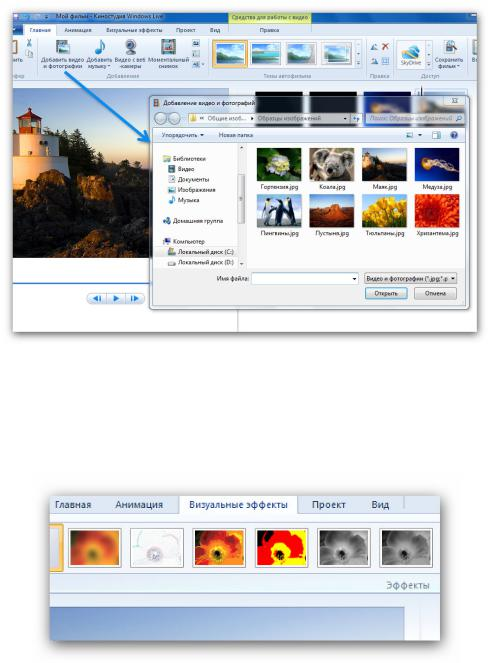 Мой фильм - Киностудия Windows Live
Средства для работы с видео
Главная Анимация Визуальные эффекты Проект Вид Правка
Добавить видео и фотографии
Добавить музыку
Видео с веб-камеры
Моментальный снимок
SkyDrive
Сохранить фильм
Добавление
Темы автофильма
Правка
Доступ
Добавление видео и фотографий
« Общие изоб... ▸ Образцы изображений
Поиск: Образцы изображений
Упорядочить
Новая папка
Библиотеки
Видео
Документы
Изображения
Музыка
Домашняя группа
Компьютер
Локальный диск (C:)
Локальный диск (D:)
Гортензия.jpg Коала.jpg Маяк.jpg Медуза.jpg
Пингвины.jpg Пустыня.jpg Тюльпаны.jpg Хризантема.jpg
Имя файла:
Видео и фотографии (*.jpg;*.p
Открыть Отмена
Главная Анимация Визуальные эффекты Проект Вид
Эффекты